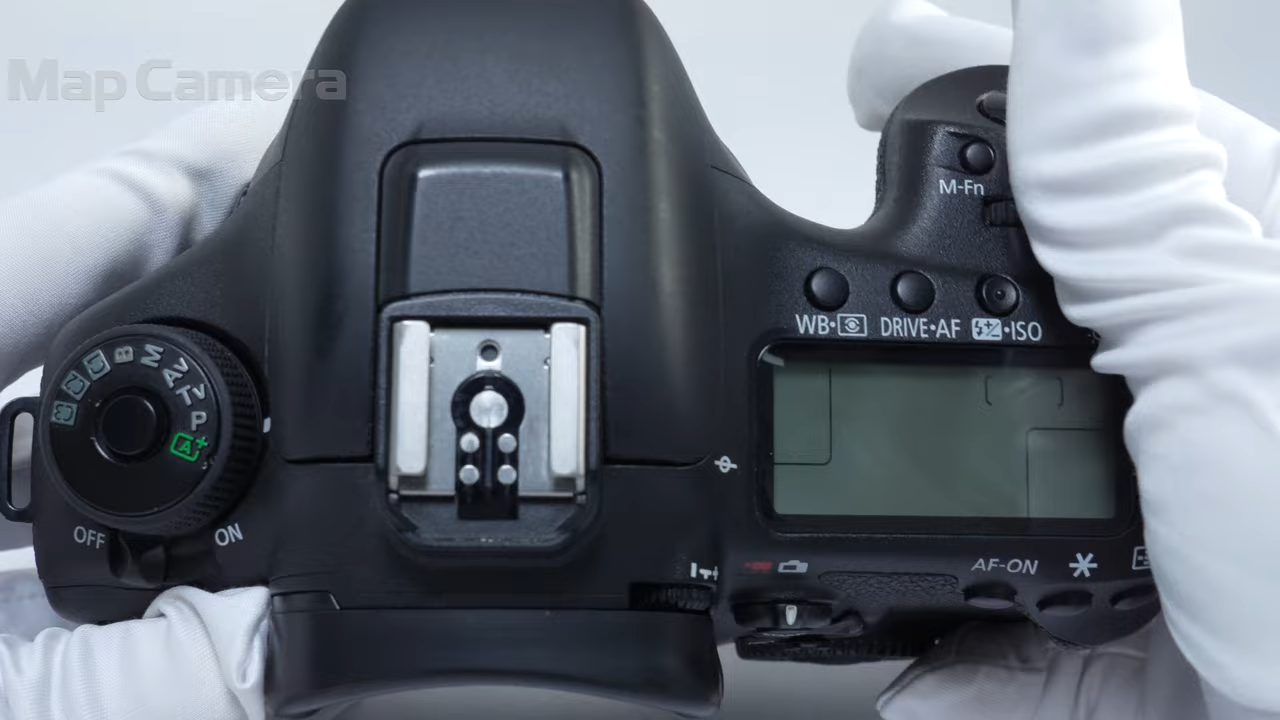 Map Camera
M-Fn
WB•
DRIVE•AF
•ISO
M
Av
Tv
P
A+
OFF
ON
AF-ON